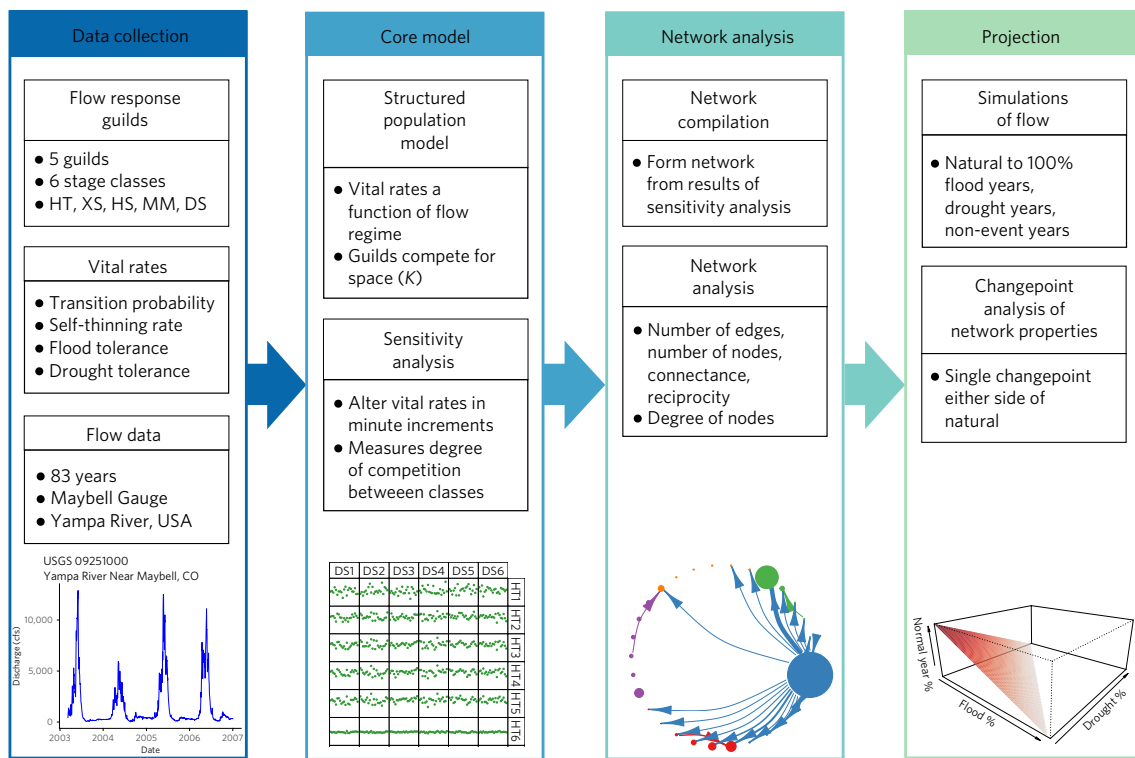 Data collection
Flow response
guilds
● 5 guilds
● 6 stage classes
● HT, XS, HS, MM, DS
Vital rates
● Transition probability
● Self-thinning rate
● Flood tolerance
● Drought tolerance
Flow data
● 83 years
● Maybell Gauge
● Yampa River, USA
USGS 09251000
Yampa River Near Maybell, CO
Discharge (cfs)
10,000
5,000
0
2003 2004 2005 2006 2007
Date
Core model
Structured
population
model
● Vital rates a
function of flow
regime
● Guilds compete for
space (K)
Sensitivity
analysis
● Alter vital rates in
minute increments
● Measures degree
of competition
betweeen classes
DS1 DS2 DS3 DS4 DS5 DS6
HT1
HT2
HT3
HT4
HT5
HT6
Network analysis
Network
compilation
● Form network
from results of
sensitivity analysis
Network
analysis
● Number of edges,
number of nodes,
connectance,
reciprocity
● Degree of nodes
Projection
Simulations
of flow
● Natural to 100%
flood years,
drought years,
non-event years
Changepoint
analysis of
network properties
● Single changepoint
either side of
natural
Normal year %
Flood %
Drought %